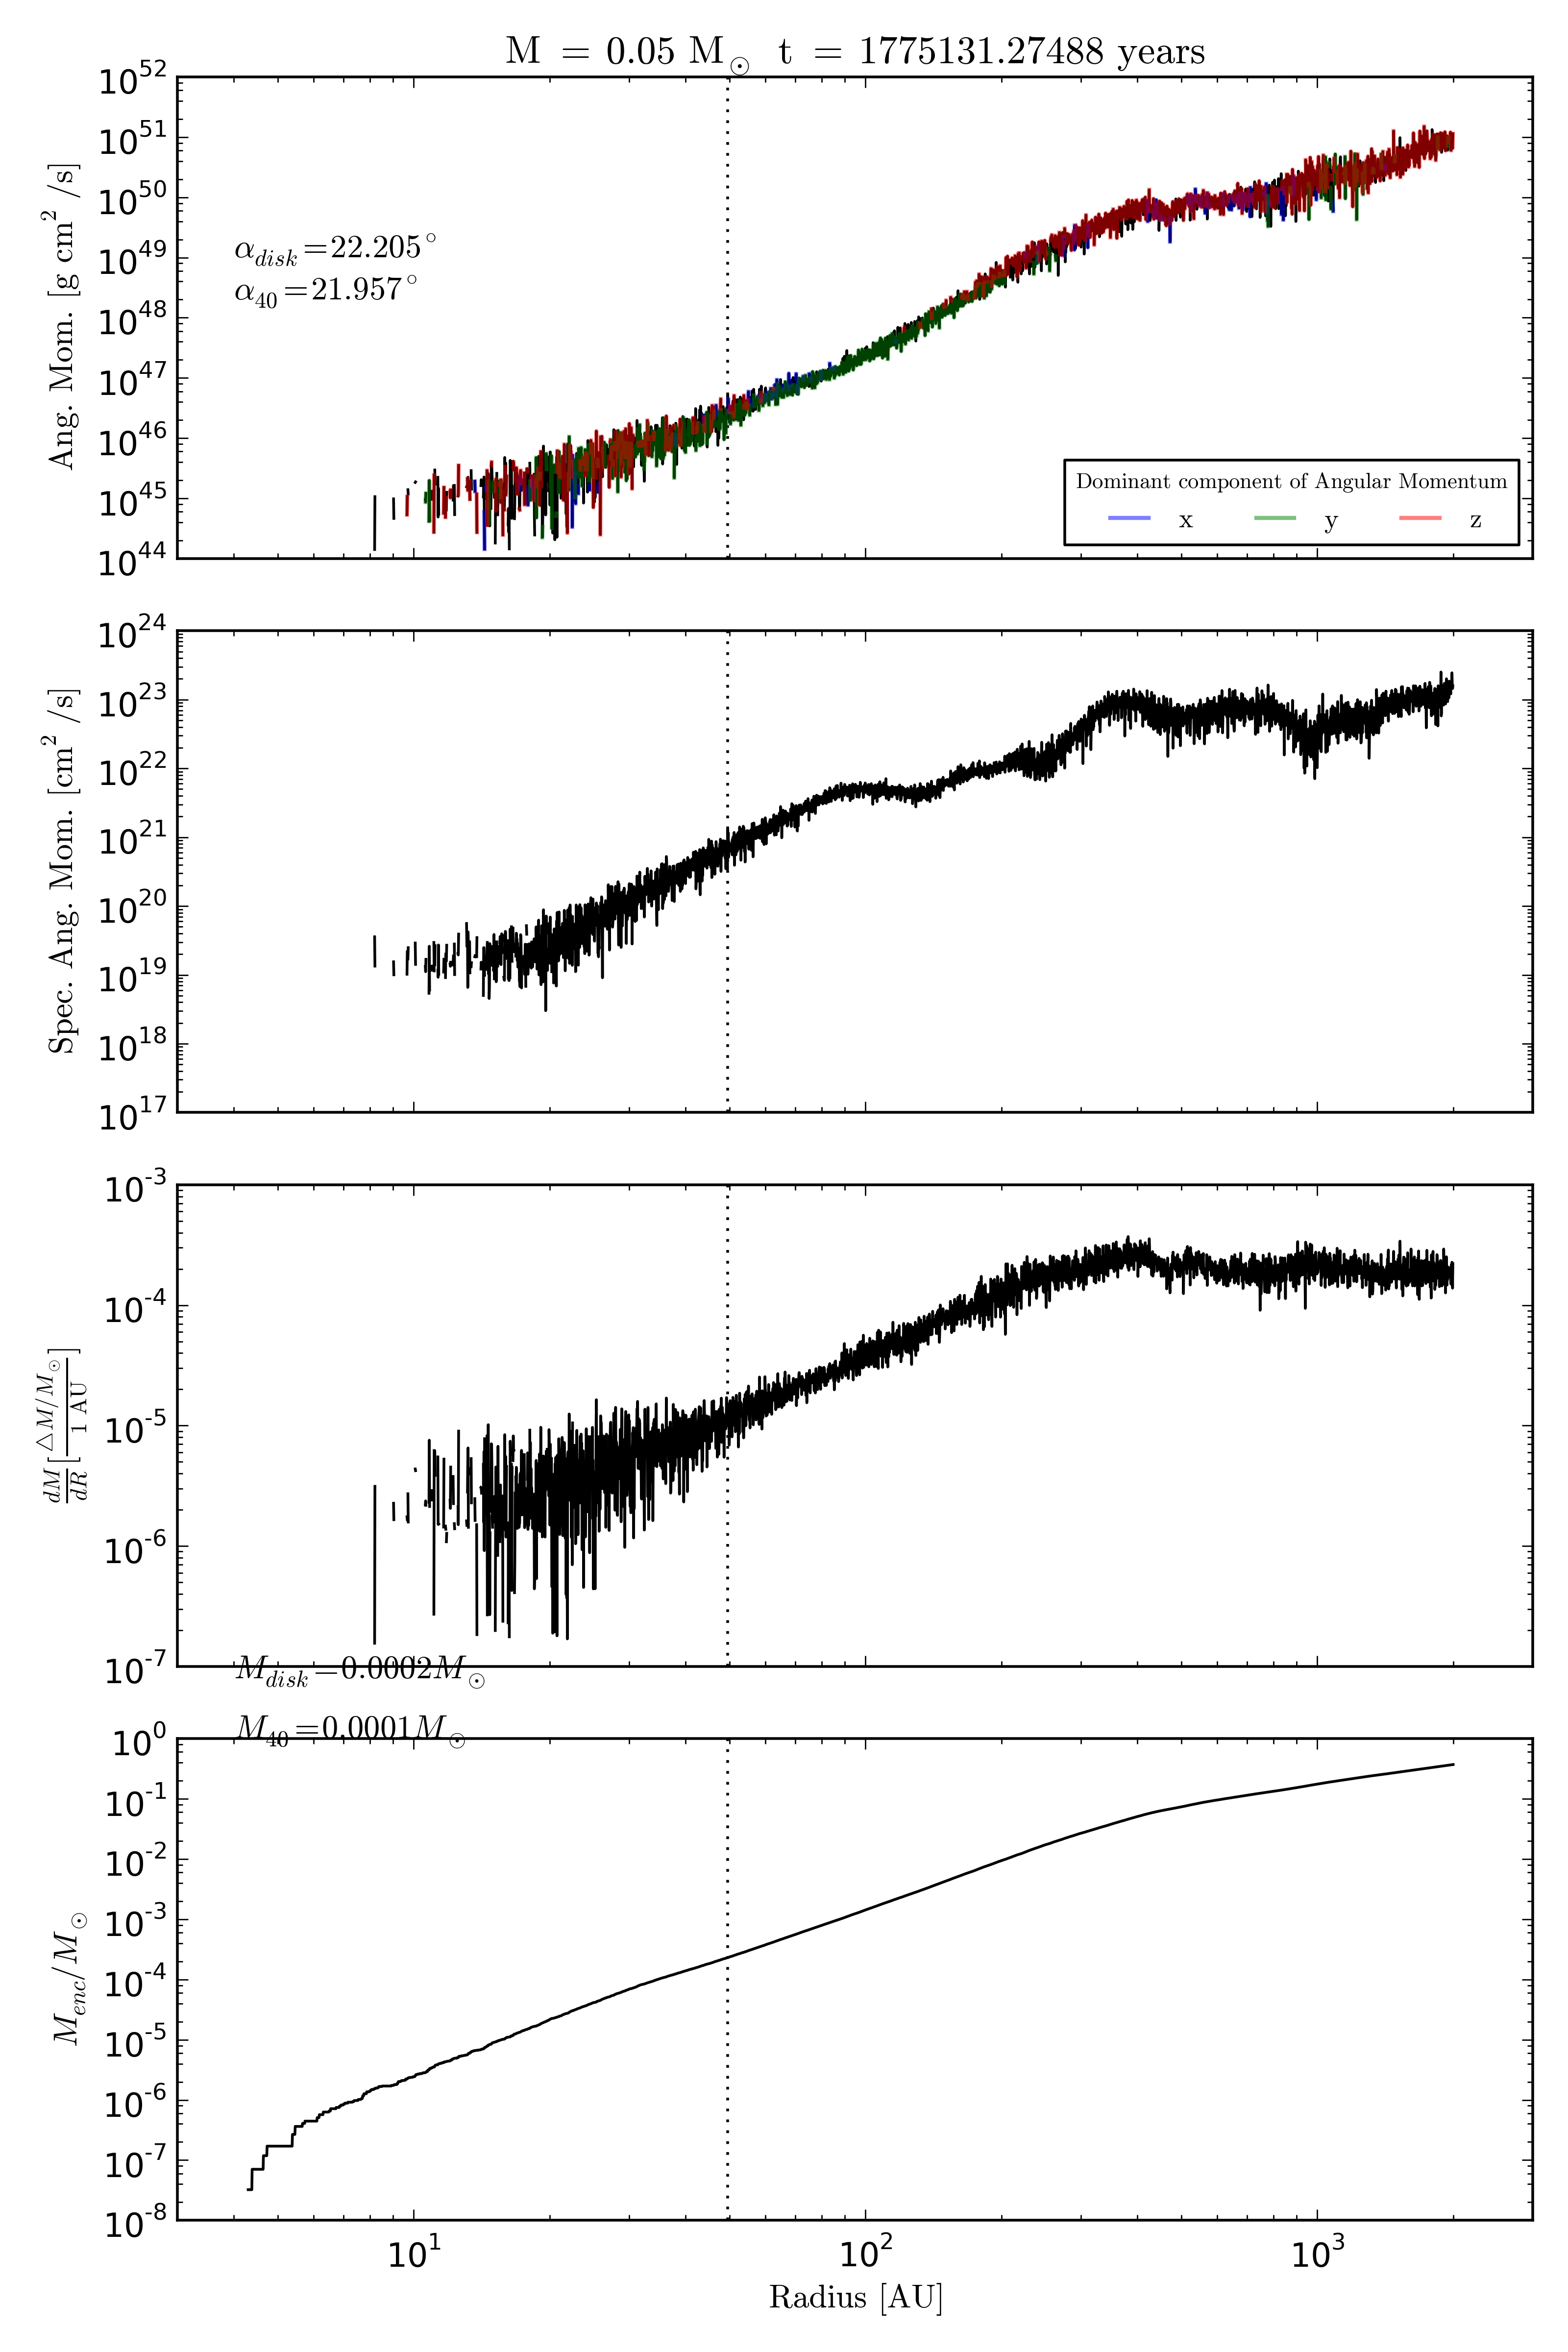 M = 0.05 M⊙ t = 1775131.27488 years
10^52
10^51
10^50
10^49
10^48
10^47
10^46
10^45
10^44
Ang. Mom. [g cm^2 /s]
α_disk=22.205°
α_40=21.957°
Dominant component of Angular Momentum
x y z
10^24
10^23
10^22
10^21
10^20
10^19
10^18
10^17
Spec. Ang. Mom. [cm^2 /s]
10^-3
10^-4
10^-5
10^-6
10^-7
dM/dR [△M/M⊙ / 1 AU]
M_disk=0.0002M⊙
M_40=0.0001M⊙
10^0
10^-1
10^-2
10^-3
10^-4
10^-5
10^-6
10^-7
10^-8
M_enc/M⊙
10^1 10^2 10^3
Radius [AU]